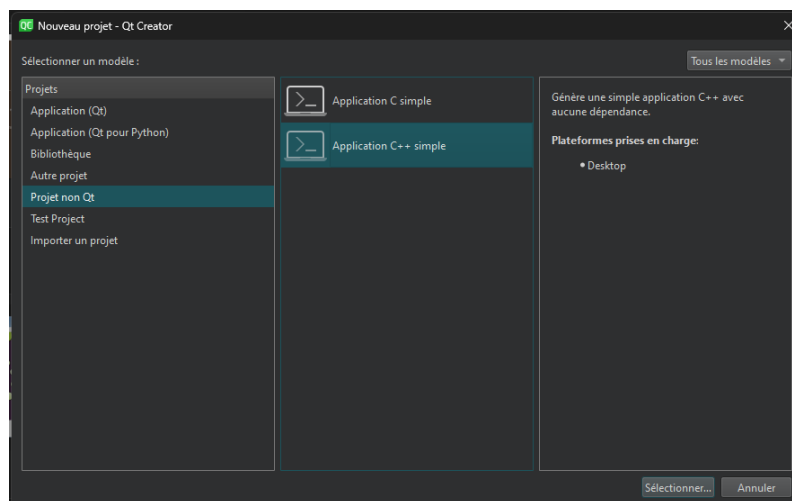 QC Nouveau projet - Qt Creator
Sélectionner un modèle :
Tous les modèles
Projets
Application (Qt)
Application (Qt pour Python)
Bibliothèque
Autre projet
Projet non Qt
Test Project
Importer un projet
Application C simple
Application C++ simple
Génère une simple application C++ avec
aucune dépendance.
Plateformes prises en charge:
• Desktop
Sélectionner...
Annuler